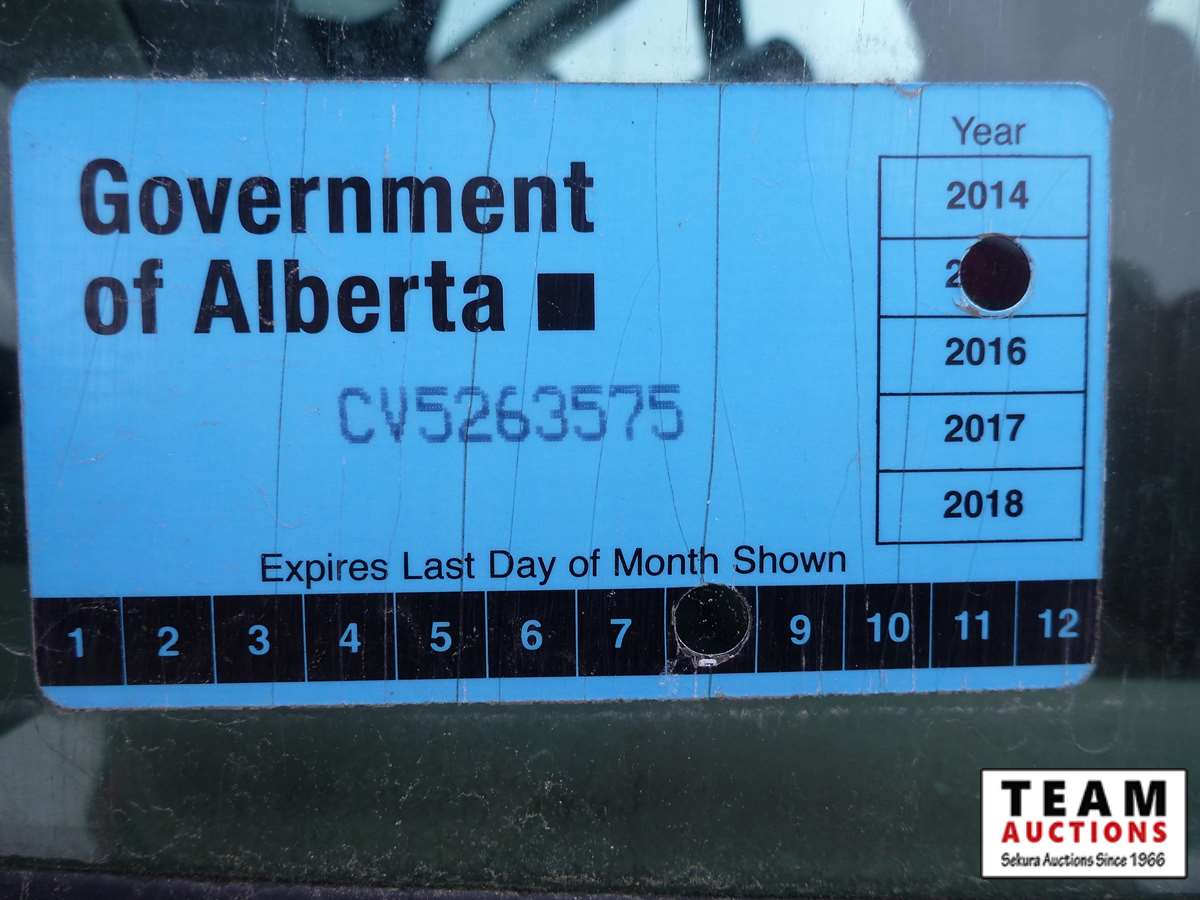 Government
of Alberta
CV5263575
Year
2014
2016
2017
2018
Expires Last Day of Month Shown
1 2 3 4 5 6 7 9 10 11 12
TEAM
AUCTIONS
Sekura Auctions Since 1966